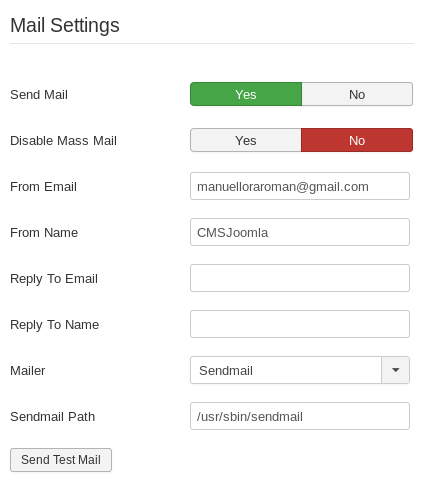 Mail Settings
Send Mail Yes No
Disable Mass Mail Yes No
From Email manuelloraroman@gmail.com
From Name CMSJoomla
Reply To Email
Reply To Name
Mailer Sendmail
Sendmail Path /usr/sbin/sendmail
Send Test Mail